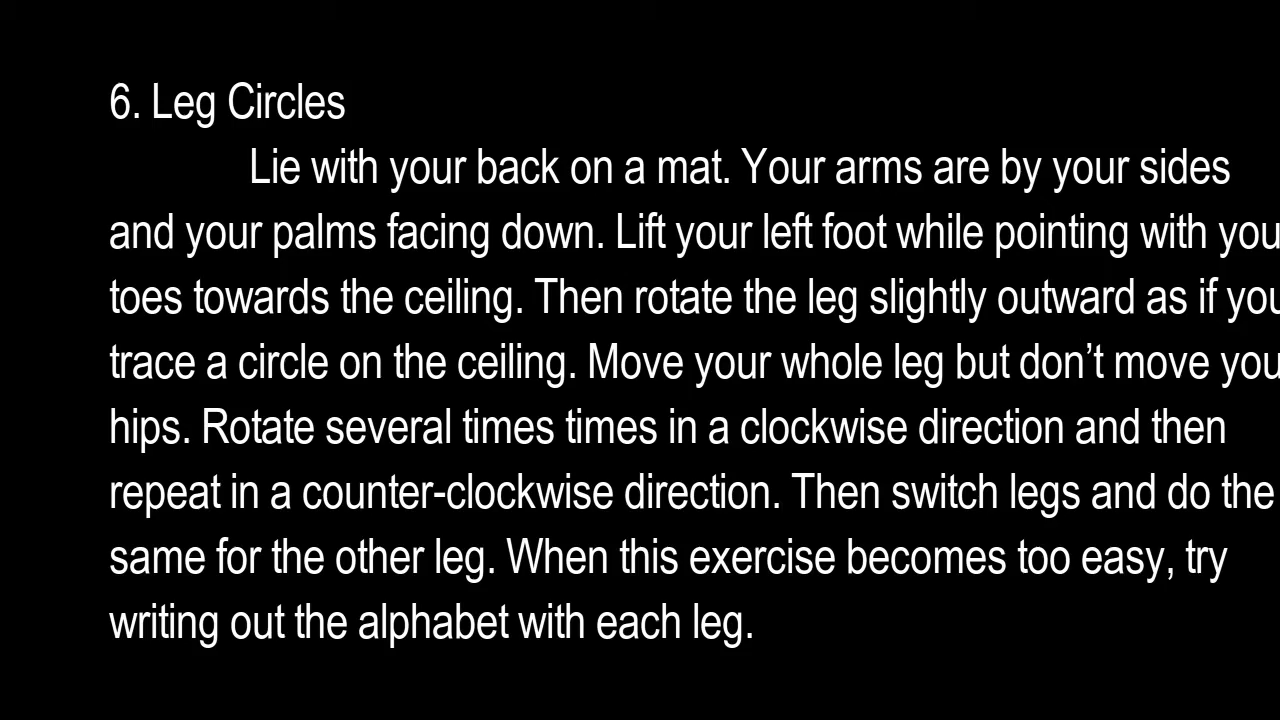 6. Leg Circles
Lie with your back on a mat. Your arms are by your sides
and your palms facing down. Lift your left foot while pointing with you
toes towards the ceiling. Then rotate the leg slightly outward as if you
trace a circle on the ceiling. Move your whole leg but don’t move you
hips. Rotate several times times in a clockwise direction and then
repeat in a counter-clockwise direction. Then switch legs and do the
same for the other leg. When this exercise becomes too easy, try
writing out the alphabet with each leg.